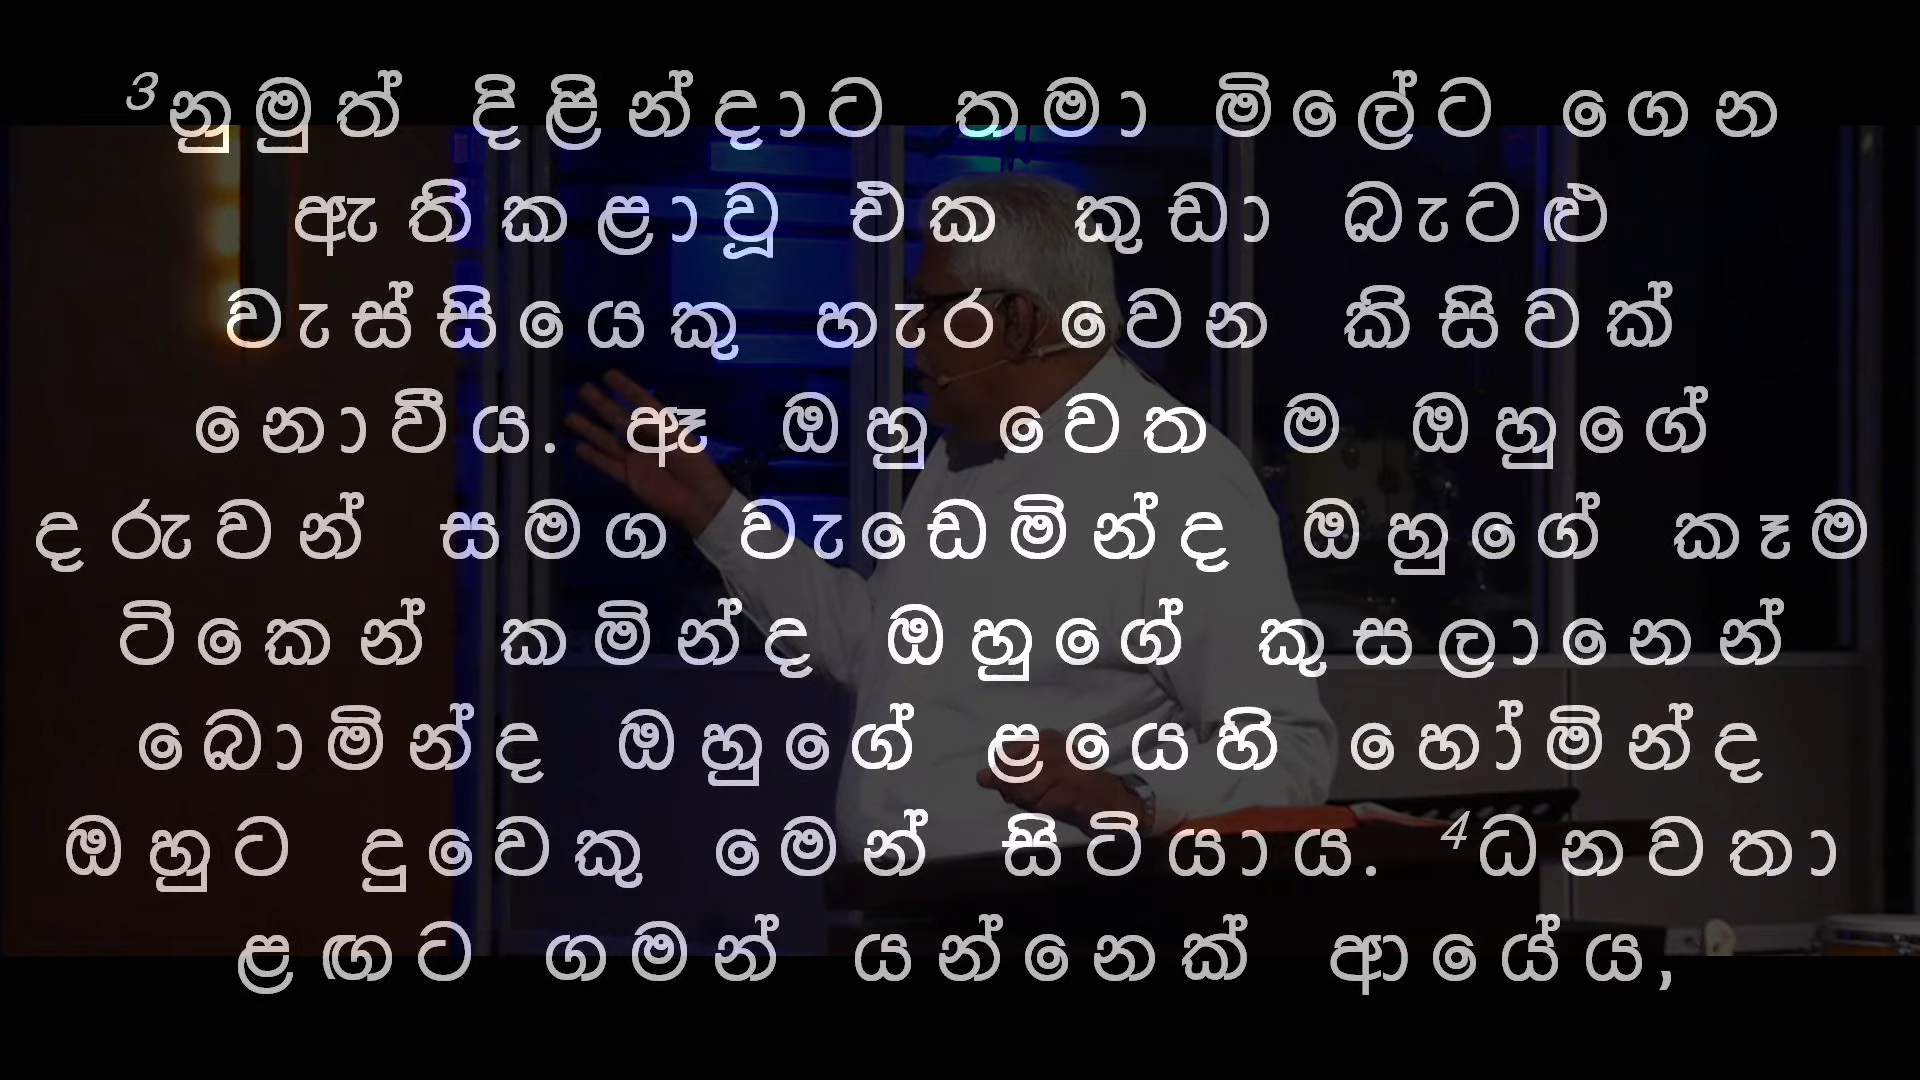 3නුමුත් දිළින්දාට තමා මිලේට ගෙන
ඇතිකළාවූ එක කුඩා බැටළු
වැස්සියෙකු හැර වෙන කිසිවක්
නොවීය. ඈ ඔහු වෙත ම ඔහුගේ
දරුවන් සමග වැඩෙමින්ද ඔහුගේ කෑම
ටිකෙන් කමින්ද ඔහුගේ කුසලානෙන්
බොමින්ද ඔහුගේ ළයෙහි හෝමින්ද
ඔහුට දුවෙකු මෙන් සිටියාය. 4ධනවතා
ළඟට ගමන් යන්නෙක් ආයේය,